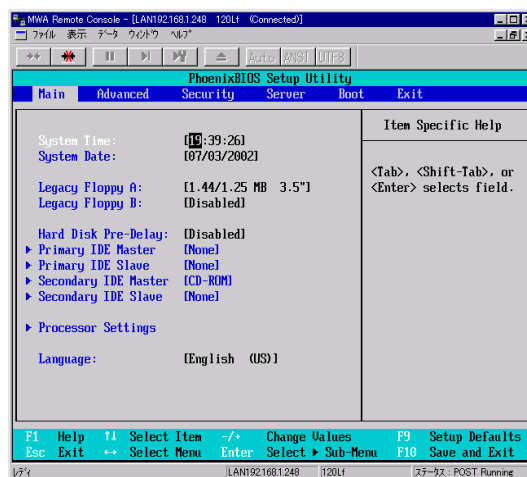 MWA Remote Console - [LAN192.168.1.248   120Lf   (Connected)]
ファイル 表示 データ ウィンドウ ヘルプ
Auto ANSI UTF8
PhoenixBIOS Setup Utility
Main Advanced Security Server Boot Exit
Item Specific Help
System Time: [19:39:26]
System Date: [07/03/2002]
<Tab>, <Shift-Tab>, or
<Enter> selects field.
Legacy Floppy A: [1.44/1.25 MB 3.5"]
Legacy Floppy B: [Disabled]
Hard Disk Pre-Delay: [Disabled]
Primary IDE Master [None]
Primary IDE Slave [None]
Secondary IDE Master [CD-ROM]
Secondary IDE Slave [None]
Processor Settings
Language: [English (US)]
F1 Help ↑↓ Select Item -/+ Change Values F9 Setup Defaults
Esc Exit ↔ Select Menu Enter Select ▶ Sub-Menu F10 Save and Exit
レディ LAN192.168.1.248 120Lf ステータス : POST Running